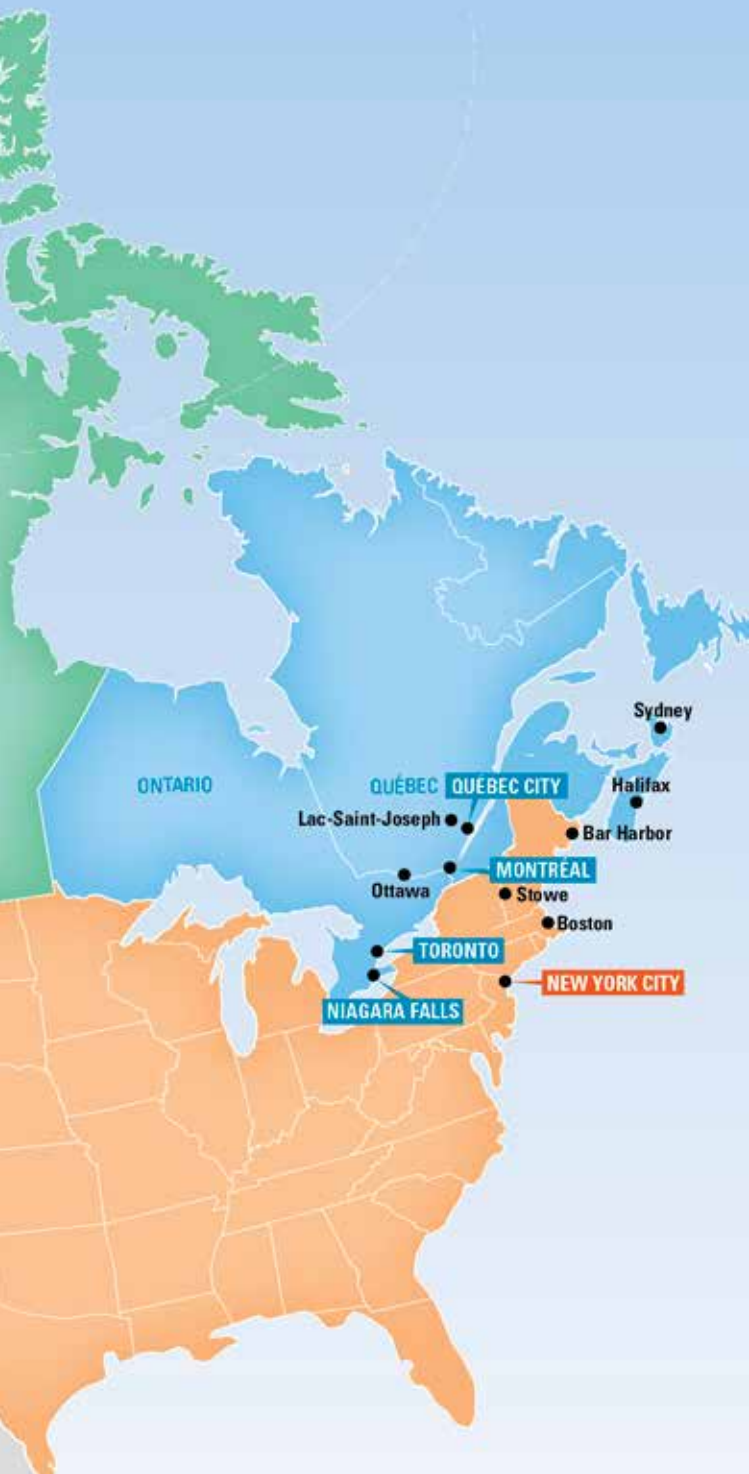 Sydney
ONTARIO
QUÉBEC
QUÉBEC CITY
Halifax
Lac-Saint-Joseph
Bar Harbor
MONTRÉAL
Ottawa
Stowe
Boston
TORONTO
NEW YORK CITY
NIAGARA FALLS